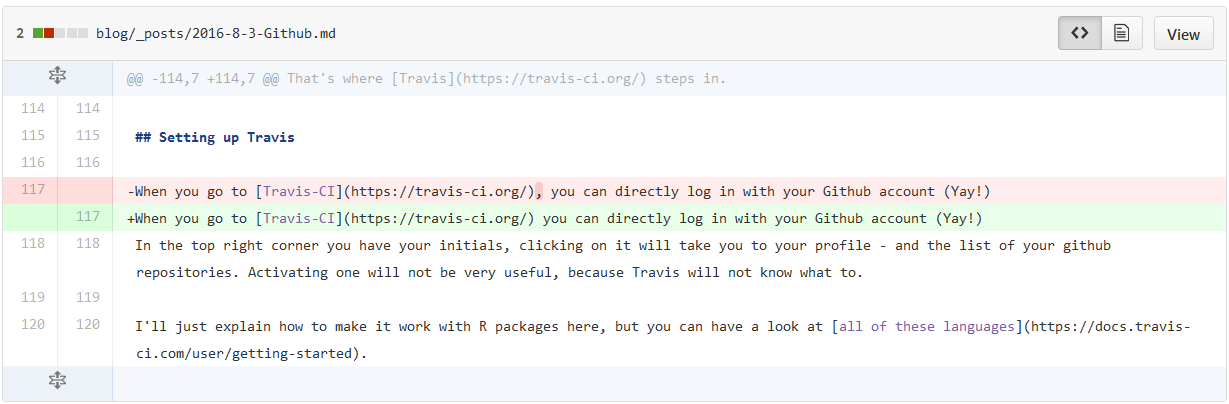 2 blog/_posts/2016-8-3-Github.md <> View
@@ -114,7 +114,7 @@ That's where [Travis](https://travis-ci.org/) steps in.
114 114
115 115 ## Setting up Travis
116 116
117 -When you go to [Travis-CI](https://travis-ci.org/), you can directly log in with your Github account (Yay!)
117 +When you go to [Travis-CI](https://travis-ci.org/) you can directly log in with your Github account (Yay!)
118 118 In the top right corner you have your initials, clicking on it will take you to your profile - and the list of your github
repositories. Activating one will not be very useful, because Travis will not know what to.
119 119
120 120 I'll just explain how to make it work with R packages here, but you can have a look at [all of these languages](https://docs.travis-
ci.com/user/getting-started).